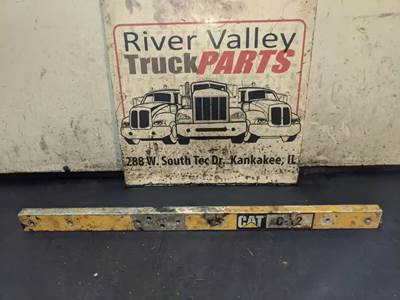 River Valley
TruckPARTS
288 W. South Tec Dr. Kankakee, IL
CAT C-12